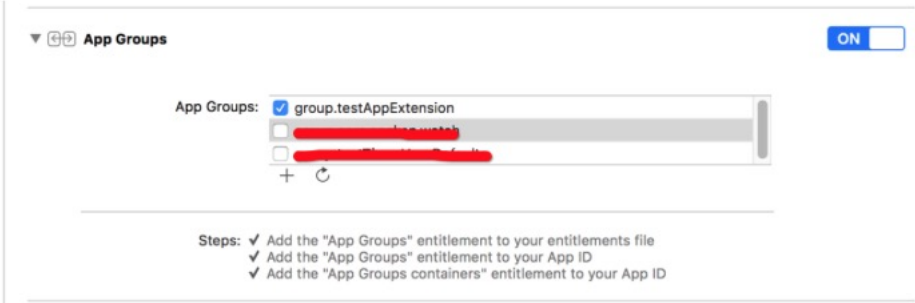 App Groups
ON
App Groups:
group.testAppExtension
Steps: ✓ Add the "App Groups" entitlement to your entitlements file
✓ Add the "App Groups" entitlement to your App ID
✓ Add the "App Groups containers" entitlement to your App ID